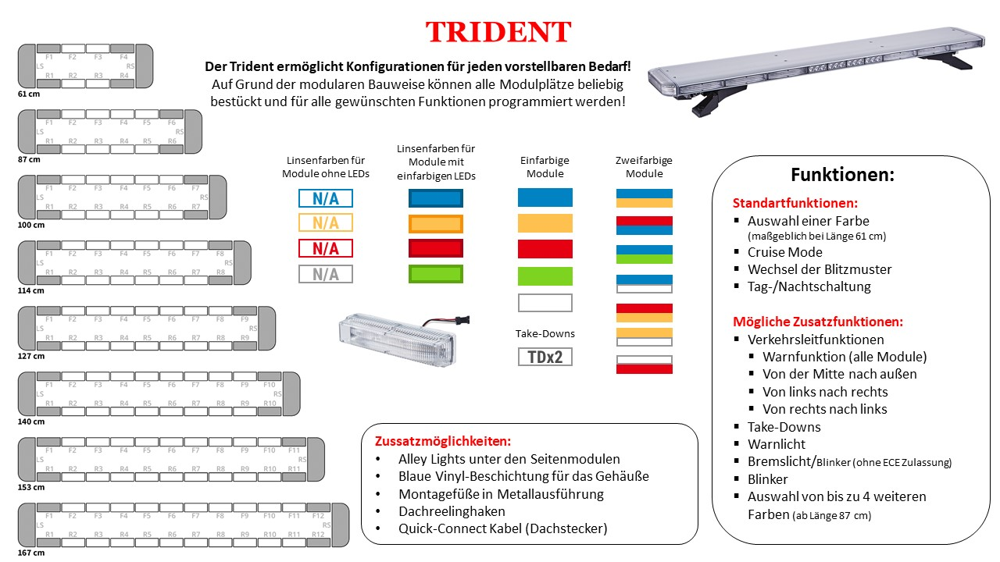 TRIDENT
Der Trident ermöglicht Konfigurationen für jeden vorstellbaren Bedarf!
Auf Grund der modularen Bauweise können alle Modulplätze beliebig
bestückt und für alle gewünschten Funktionen programmiert werden!
F1 F2 F3 F4
LS RS
R1 R2 R3 R4
61 cm
F1 F2 F3 F4 F5 F6
LS RS
R1 R2 R3 R4 R5 R6
87 cm
F1 F2 F3 F4 F5 F6 F7
LS RS
R1 R2 R3 R4 R5 R6 R7
100 cm
F1 F2 F3 F4 F5 F6 F7 F8
LS RS
R1 R2 R3 R4 R5 R6 R7 R8
114 cm
F1 F2 F3 F4 F5 F6 F7 F8 F9
LS RS
R1 R2 R3 R4 R5 R6 R7 R8 R9
127 cm
F1 F2 F3 F4 F5 F6 F7 F8 F9 F10
LS RS
R1 R2 R3 R4 R5 R6 R7 R8 R9 R10
140 cm
F1 F2 F3 F4 F5 F6 F7 F8 F9 F10 F11
LS RS
R1 R2 R3 R4 R5 R6 R7 R8 R9 R10 R11
153 cm
F1 F2 F3 F4 F5 F6 F7 F8 F9 F10 F11 F12
LS RS
R1 R2 R3 R4 R5 R6 R7 R8 R9 R10 R11 R12
167 cm
Linsenfarben für
Module ohne LEDs
N/A
N/A
N/A
N/A
Linsenfarben für
Module mit
einfarbigen LEDs
Einfarbige
Module
Take-Downs
TDx2
Zweifarbige
Module
Zussatzmöglichkeiten:
• Alley Lights unter den Seitenmodulen
• Blaue Vinyl-Beschichtung für das Gehäuße
• Montagefüße in Metallausführung
• Dachreelinghaken
• Quick-Connect Kabel (Dachstecker)
Funktionen:
Standartfunktionen:
▪ Auswahl einer Farbe
(maßgeblich bei Länge 61 cm)
▪ Cruise Mode
▪ Wechsel der Blitzmuster
▪ Tag-/Nachtschaltung
Mögliche Zusatzfunktionen:
▪ Verkehrsleitfunktionen
▪ Warnfunktion (alle Module)
▪ Von der Mitte nach außen
▪ Von links nach rechts
▪ Von rechts nach links
▪ Take-Downs
▪ Warnlicht
▪ Bremslicht/Blinker (ohne ECE Zulassung)
▪ Blinker
▪ Auswahl von bis zu 4 weiteren
Farben (ab Länge 87 cm)